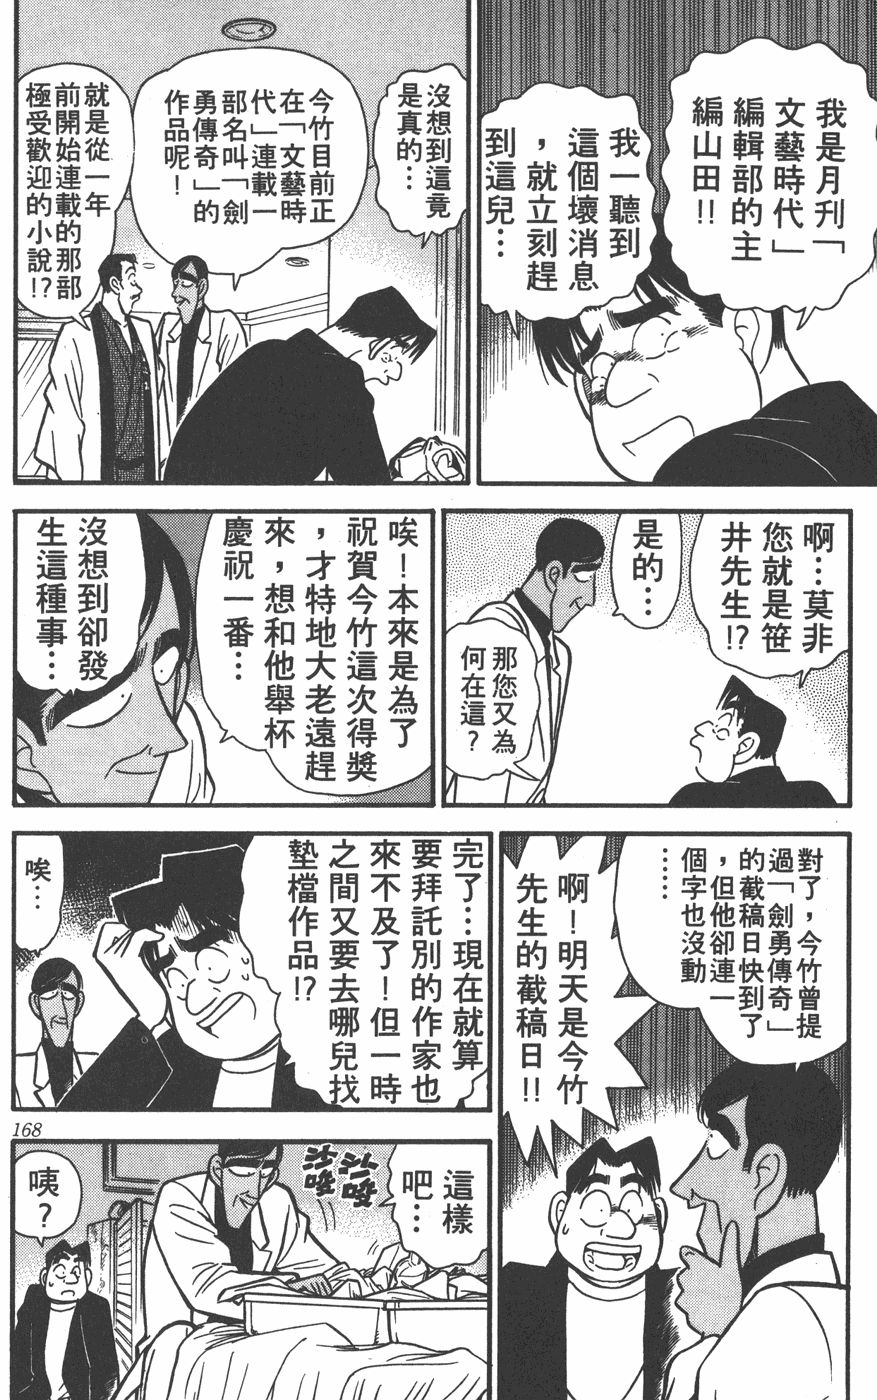 我是月刋「
文藝時代」
編輯部的主
編山田!!
我一聽到
這個壞消息
，就立刻趕
到這兒…
沒想到這竟
是真的…
今竹目前正
在「文藝時
代」連載一
部名叫「劍
勇傳奇」的
作品呢！
就是從一年
前開始連載的那部
極受歡迎的小說!?
啊…莫非
您就是笹
井先生!?
是的…
那您又為
何在這？
唉！本來是為了
祝賀今竹這次得獎
，才特地大老遠趕
來，想和他舉杯
慶祝一番…
沒想到卻發
生這種事…
對了，今竹曾提
過「劍勇傳奇」
的截稿日快到了
，但他卻連一
個字也沒動
……
啊！明天是今竹
先生的截稿日!!
完了…現在就算
要拜託別的作家也
來不及了！但一時
之間又要去哪兒找
墊檔作品!?
唉…
168
這樣
吧…
沙唆
沙唆
咦？